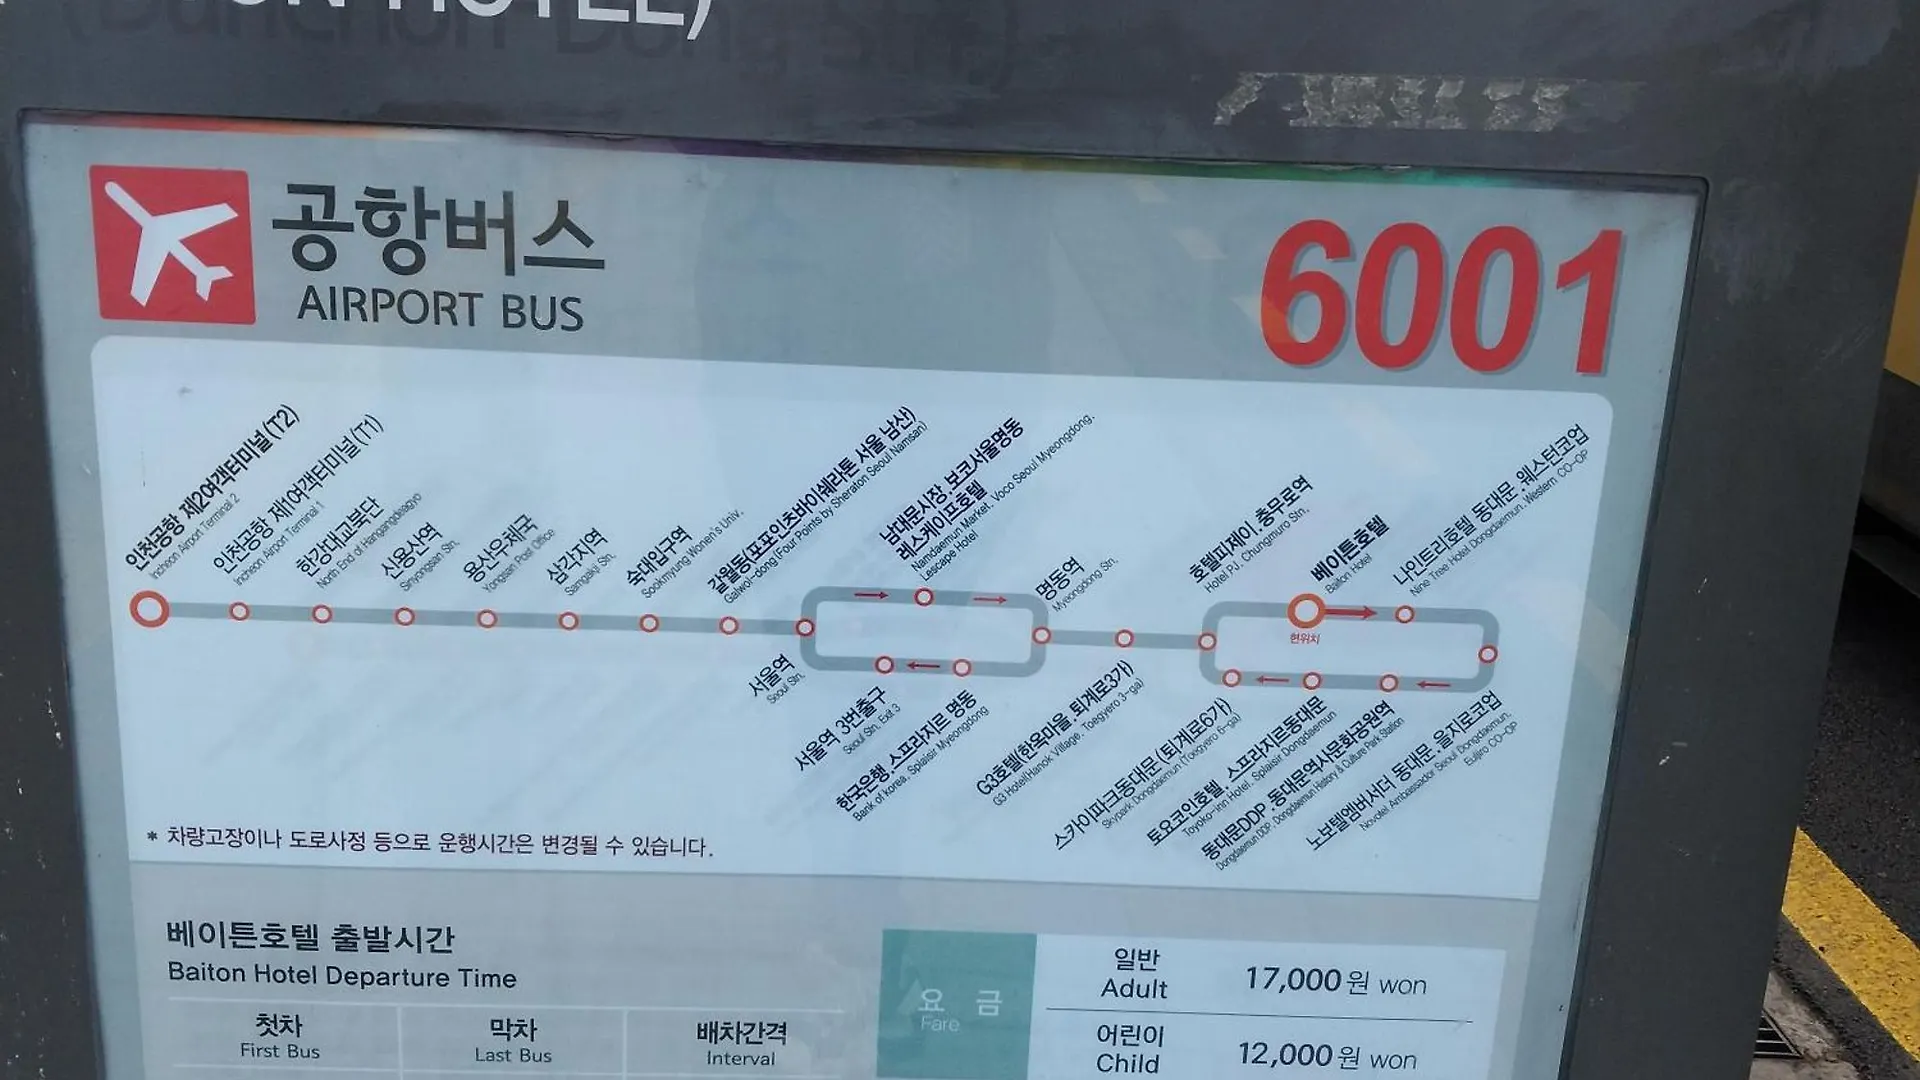 ON HOTEL)
공항버스
AIRPORT BUS
6001
인천공항 제2여객터미널(T2)
Incheon Airport Terminal 2
인천공항 제1여객터미널(T1)
Incheon Airport Terminal 1
한강대교북단
North End of Hangangdaegyo
신용산역
Sinyongsan Stn.
용산우체국
Yongsan Post Office
삼각지역
Samgakji Stn.
숙대입구역
Sookmyung Women's Univ.
갈월동(포포인츠바이쉐라톤 서울 남산)
Galwol-dong(Four Points by Sheraton Seoul Namsan)
남대문시장.보코서울명동
레스케이프호텔
Namdaemun Market. Voco Seoul Myeongdong.
Lescape Hotel
명동역
Myeongdong Stn.
호텔피제이.충무로역
Hotel PJ. Chungmuro Stn.
베이튼호텔
Baiton Hotel
나인트리호텔 동대문.웨스턴코업
Nine Tree Hotel Dongdaemun. Western CO-OP
현위치
서울역
Seoul Stn.
서울역 3번출구
Seoul Stn. Exit 3
한국은행.스프라지르 명동
Bank of korea. Splaisir Myeongdong
G3호텔(한옥마을.퇴계로3가)
G3 Hotel(Hanok Village. Toegyero 3-ga)
스카이파크동대문(퇴계로6가)
Skypark Dongdaemun (Toegyero 6-ga)
토요코인호텔. 스프라지르동대문
Toyoko-inn Hotel. Splaisir Dongdaemun
동대문DDP.동대문역사문화공원역
Dongdaemun DDP. Dongdaemun History & Culture Park Station
노보텔엠버서더 동대문.을지로코업
Novotel Ambassador Seoul Dongdaemun.
Euljiro CO-OP
* 차량고장이나 도로사정 등으로 운행시간은 변경될 수 있습니다.
베이튼호텔 출발시간
Baiton Hotel Departure Time
첫차
First Bus
막차
Last Bus
배차간격
Interval
요 금
Fare
일반
Adult
17,000원 won
어린이
Child
12,000원 won